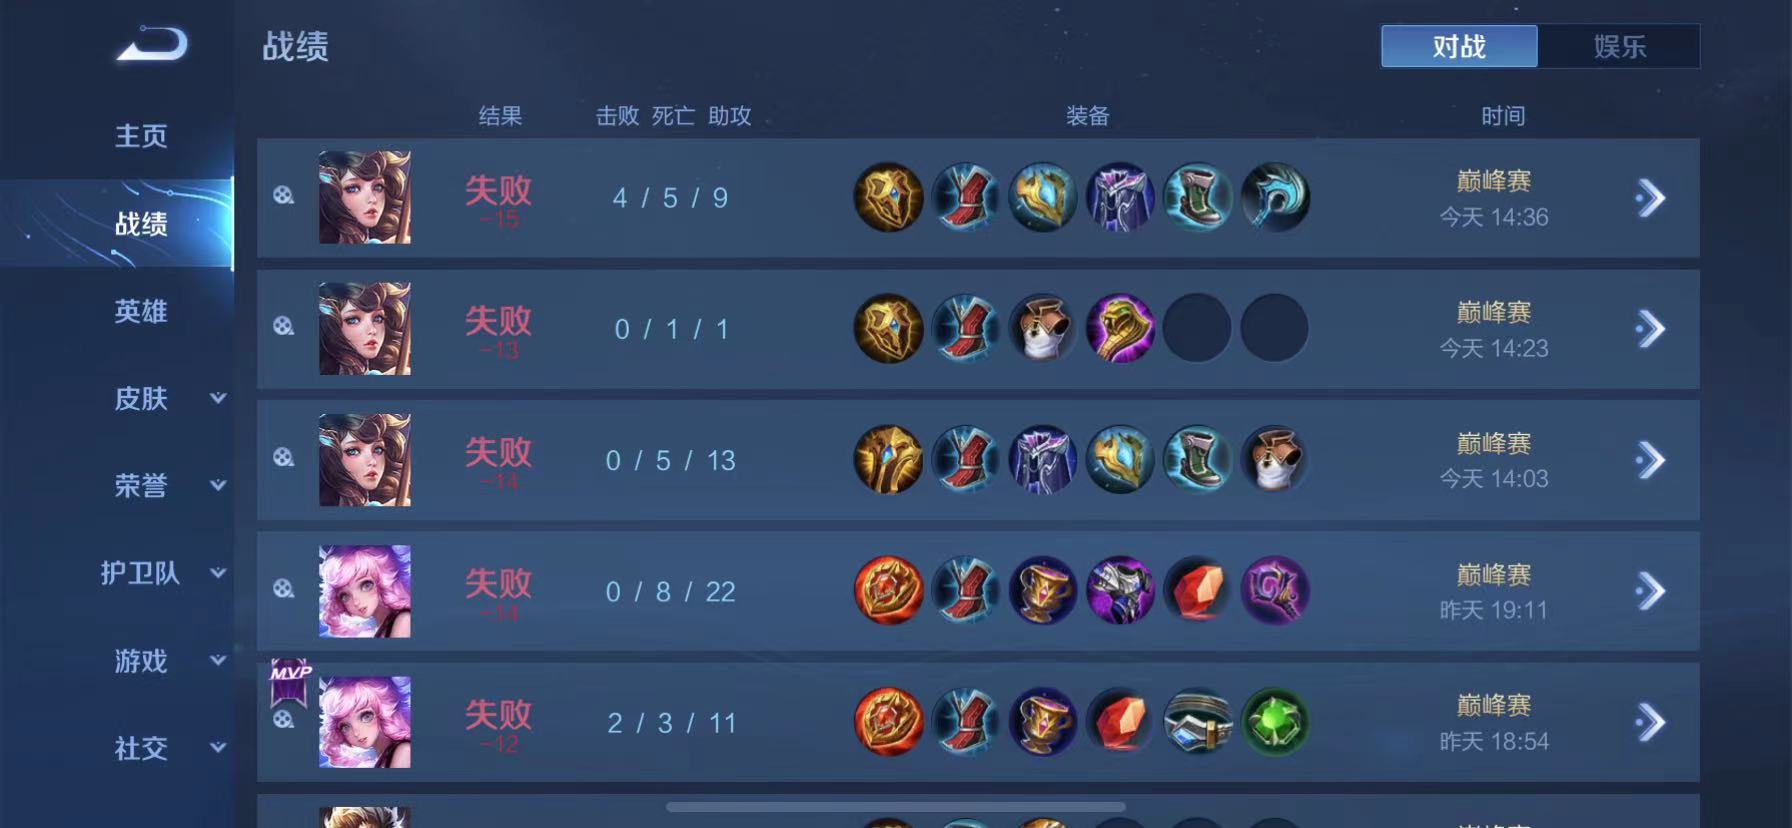 战绩
对战 娱乐
结果 击败 死亡 助攻 装备 时间
主页
战绩
英雄
皮肤
荣誉
护卫队
游戏
社交
失败 4 / 5 / 9 巅峰赛
-15 今天 14:36
失败 0 / 1 / 1 巅峰赛
-13 今天 14:23
失败 0 / 5 / 13 巅峰赛
-14 今天 14:03
失败 0 / 8 / 22 巅峰赛
-14 昨天 19:11
MVP
失败 2 / 3 / 11 巅峰赛
-12 昨天 18:54